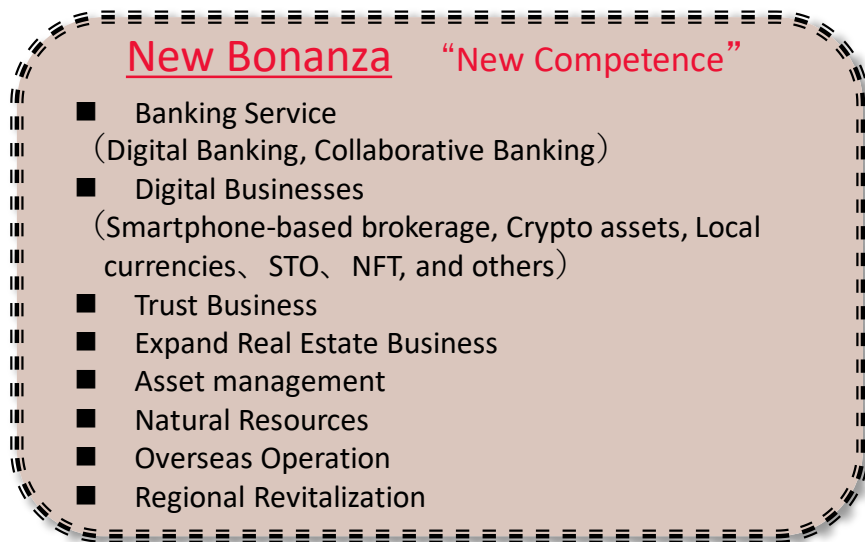 New Bonanza “New Competence”
■ Banking Service
（Digital Banking, Collaborative Banking）
■ Digital Businesses
（Smartphone-based brokerage, Crypto assets, Local
currencies、 STO、 NFT, and others）
■ Trust Business
■ Expand Real Estate Business
■ Asset management
■ Natural Resources
■ Overseas Operation
■ Regional Revitalization